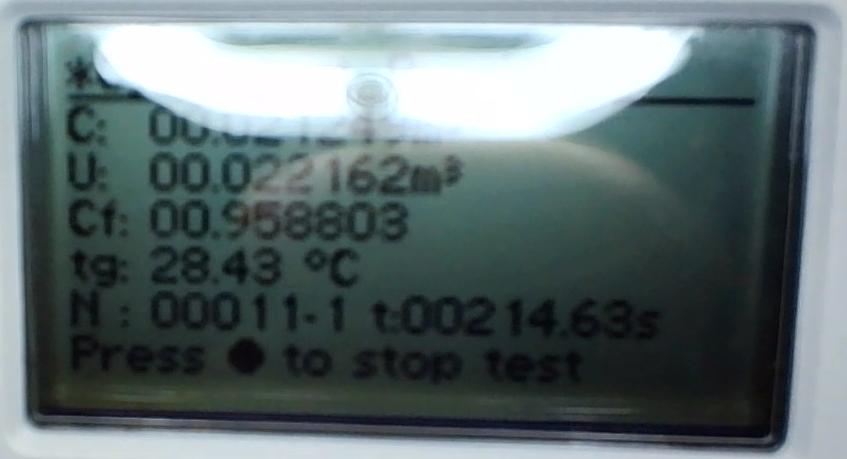 C:
U: 00.022162m³
Cf: 00.958803
tg: 28.43 °C
N : 00011-1 t:00214.63s
Press ● to stop test